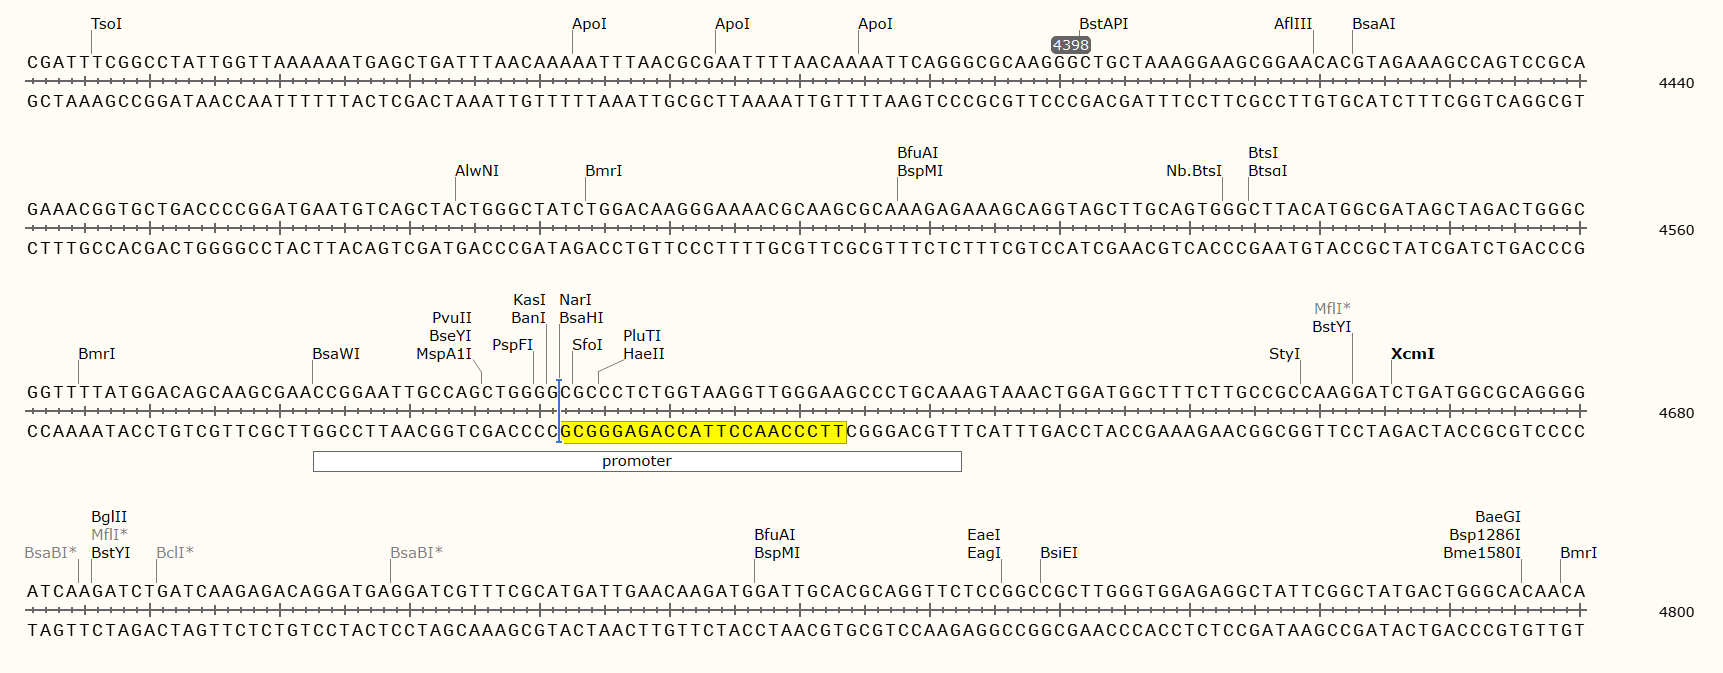 TsoI ApoI ApoI ApoI BstAPI AflIII BsaAI
4398
CGATTTCGGCCTATTGGTTAAAAAATGAGCTGATTTAACAAAAATTTAACGCGAATTTTAACAAAATTCAGGGCGCAAGGGCTGCTAAAGGAAGCGGAACACGTAGAAAGCCAGTCCGCA
4440
GCTAAAGCCGGATAACCAATTTTTTACTCGACTAAATTGTTTTTAAATTGCGCTTAAAATTGTTTTAAGTCCCGCGTTCCCGACGATTTCCTTCGCCTTGTGCATCTTTCGGTCAGGCGT
BfuAI BtsI
AlwNI BmrI BspMI Nb.BtsI BtsαI
GAAACGGTGCTGACCCCGGATGAATGTCAGCTACTGGGCTATCTGGACAAGGGAAAACGCAAGCGCAAAGAGAAAGCAGGTAGCTTGCAGTGGGCTTACATGGCGATAGCTAGACTGGGC
4560
CTTTGCCACGACTGGGGCCTACTTACAGTCGATGACCCGATAGACCTGTTCCCTTTTGCGTTCGCGTTTCTCTTTCGTCCATCGAACGTCACCCGAATGTACCGCTATCGATCTGACCCG
KasI NarI MflI*
PvuII BanI BsaHI BstYI
BseYI PspFI SfoI PluTI
BmrI BsaWI MspA1I HaeII StyI XcmI
GGTTTTATGGACAGCAAGCGAACCGGAATTGCCAGCTGGGGCGCCCTCTGGTAAGGTTGGGAAGCCCTGCAAAGTAAACTGGATGGCTTTCTTGCCGCCAAGGATCTGATGGCGCAGGGG
4680
CCAAAATACCTGTCGTTCGCTTGGCCTTAACGGTCGACCCCGCGGGAGACCATTCCAACCCTTCGGGACGTTTCATTTGACCTACCGAAAGAACGGCGGTTCCTAGACTACCGCGTCCCC
promoter
BglII BaeGI
MflI* BfuAI EaeI Bsp1286I
BsaBI* BstYI BclI* BsaBI* BspMI EagI BsiEI Bme1580I BmrI
ATCAAGATCTGATCAAGAGACAGGATGAGGATCGTTTCGCATGATTGAACAAGATGGATTGCACGCAGGTTCTCCGGCCGCTTGGGTGGAGAGGCTATTCGGCTATGACTGGGCACAACA
4800
TAGTTCTAGACTAGTTCTCTGTCCTACTCCTAGCAAAGCGTACTAACTTGTTCTACCTAACGTGCGTCCAAGAGGCCGGCGAACCCACCTCTCCGATAAGCCGATACTGACCCGTGTTGT